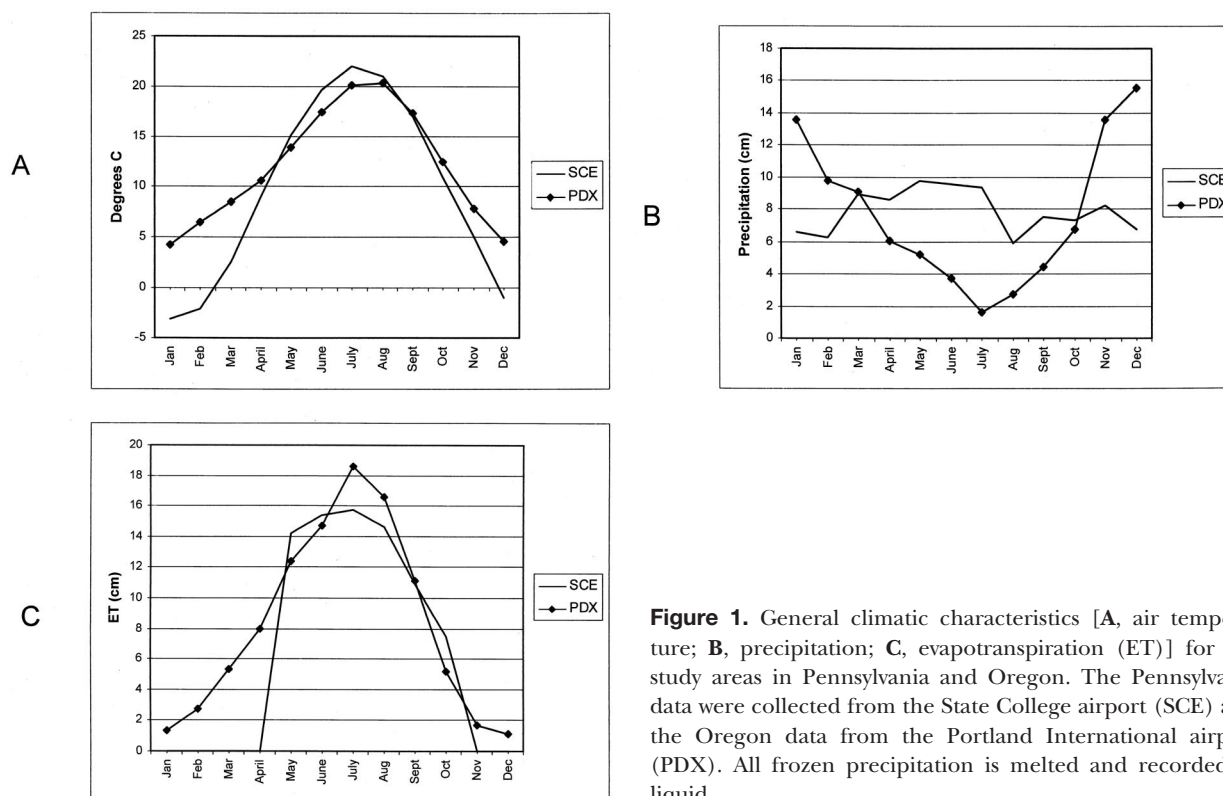 A
Degrees C
25
20
15
10
5
0
-5
Jan
Feb
Mar
April
May
June
July
Aug
Sept
Oct
Nov
Dec
SCE
PDX
B
Precipitation (cm)
18
16
14
12
10
8
6
4
2
0
Jan
Feb
Mar
April
May
June
July
Aug
Sept
Oct
Nov
Dec
SCE
PDX
C
ET (cm)
20
18
16
14
12
10
8
6
4
2
0
Jan
Feb
Mar
April
May
June
July
Aug
Sept
Oct
Nov
Dec
SCE
PDX
Figure 1. General climatic characteristics [A, air tempe
ture; B, precipitation; C, evapotranspiration (ET)] for
study areas in Pennsylvania and Oregon. The Pennsylva
data were collected from the State College airport (SCE) a
the Oregon data from the Portland International airp
(PDX). All frozen precipitation is melted and recorded
liquid